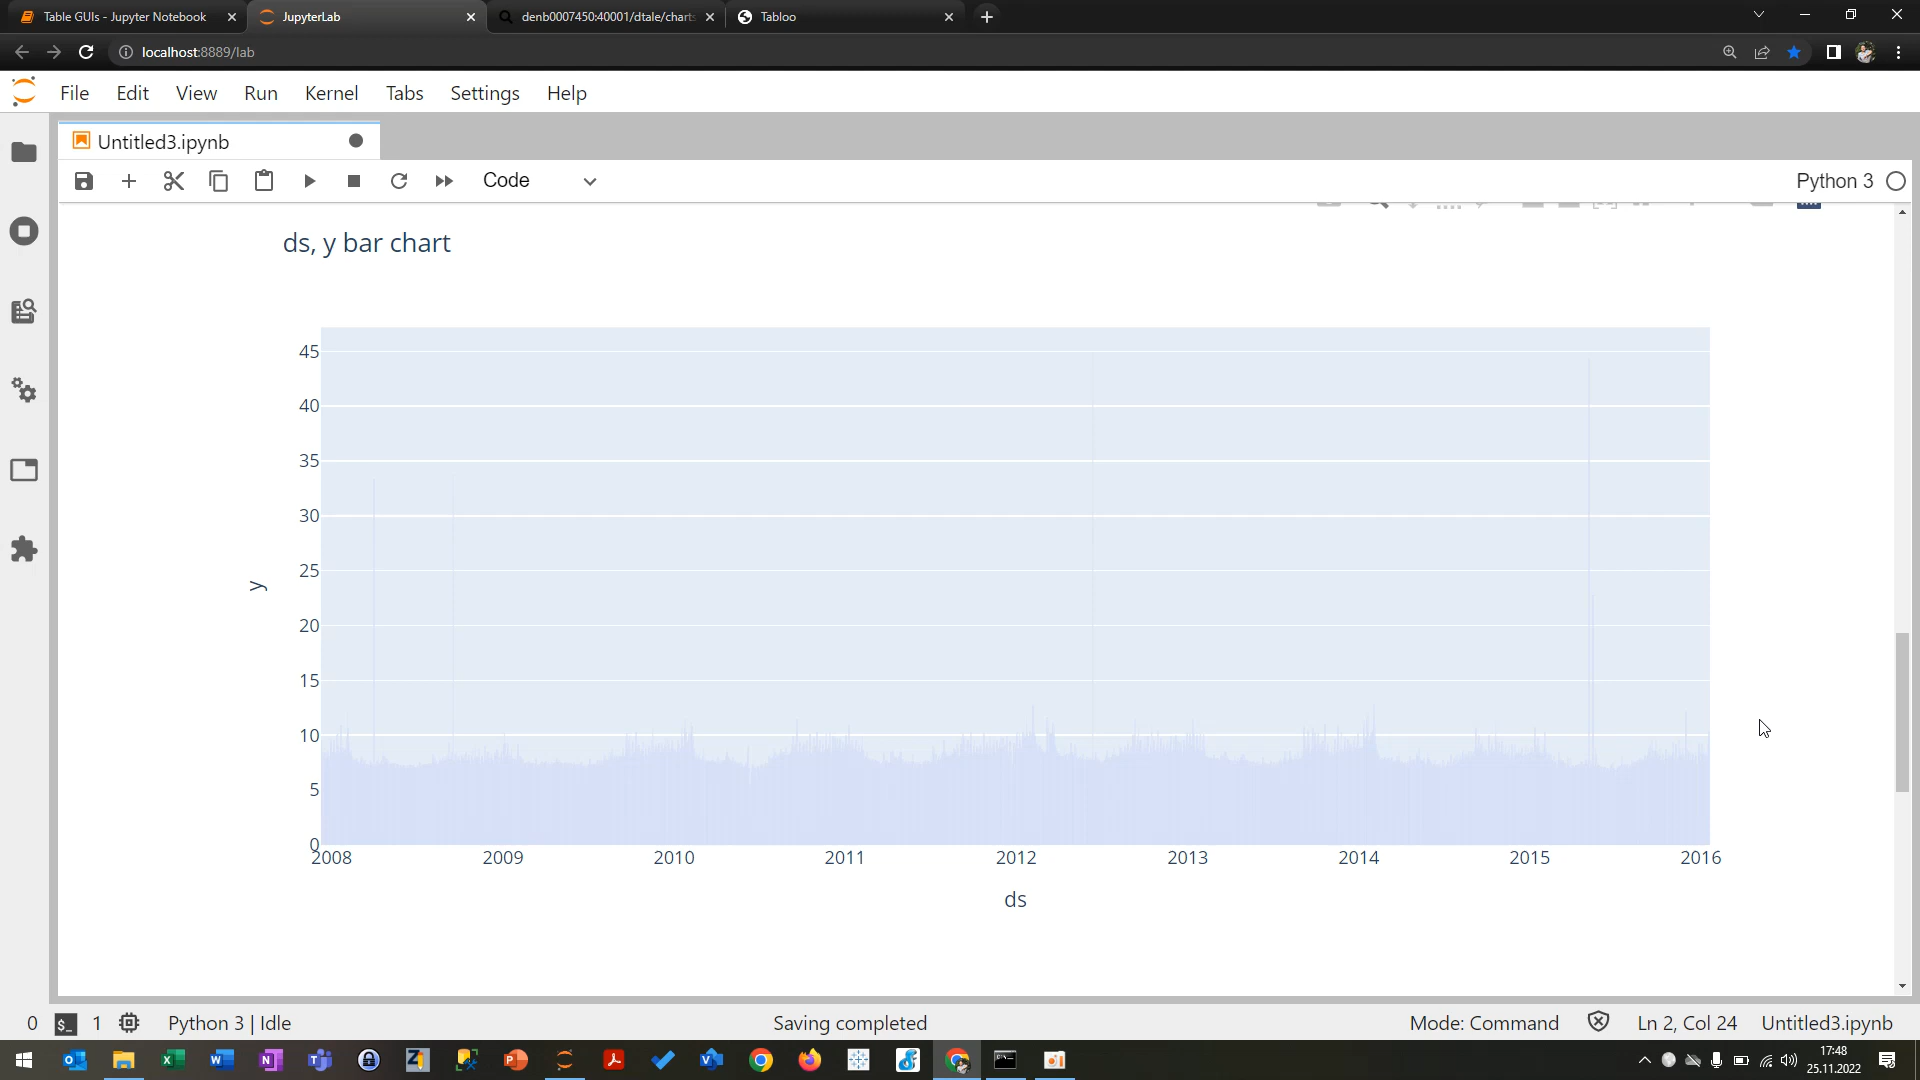 Table GUIs - Jupyter Notebook
JupyterLab
denb0007450:40001/dtale/charts
Tabloo
localhost:8889/lab
File Edit View Run Kernel Tabs Settings Help
Untitled3.ipynb
Code
Python 3
ds, y bar chart
45
40
35
30
25
20
15
10
5
0
y
2008 2009 2010 2011 2012 2013 2014 2015 2016
ds
0 $_ 1 Python 3 | Idle Saving completed Mode: Command Ln 2, Col 24 Untitled3.ipynb
17:48
25.11.2022